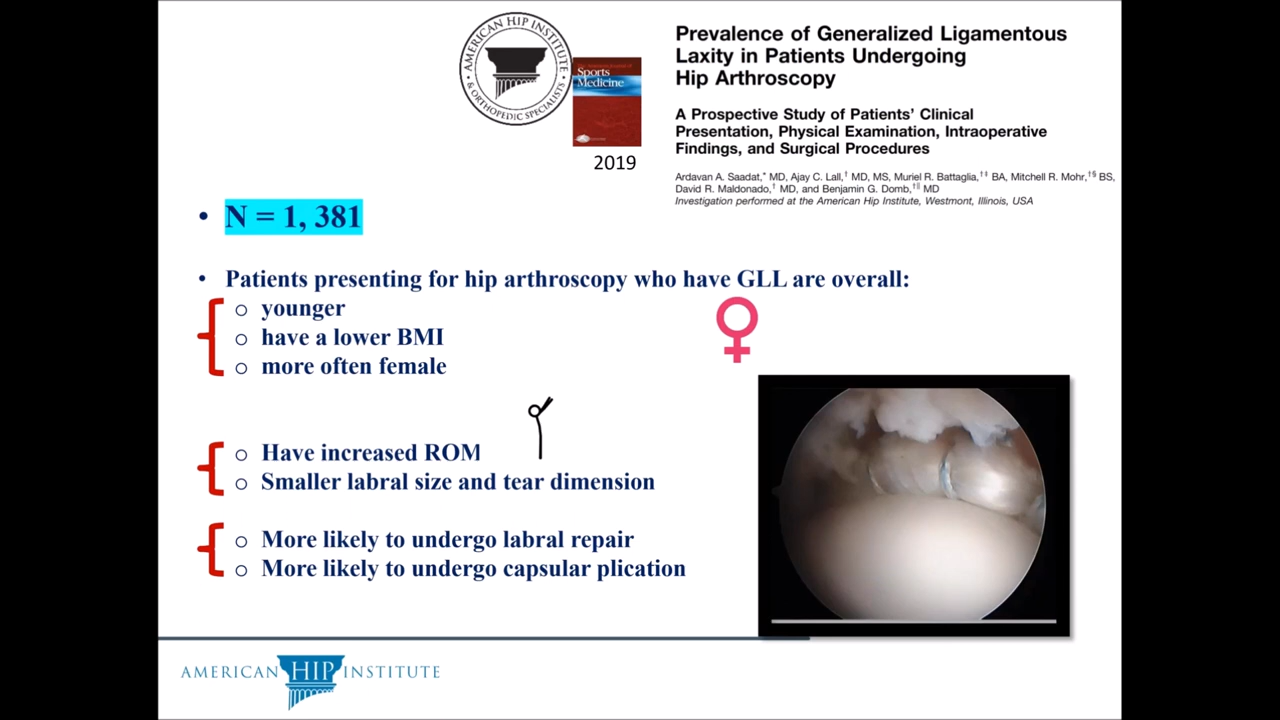 AMERICAN HIP INSTITUTE
& ORTHOPEDIC SPECIALISTS
Sports
Medicine
2019
Prevalence of Generalized Ligamentous
Laxity in Patients Undergoing
Hip Arthroscopy
A Prospective Study of Patients' Clinical
Presentation, Physical Examination, Intraoperative
Findings, and Surgical Procedures
Ardavan A. Saadat,* MD, Ajay C. Lall,† MD, MS, Muriel R. Battaglia,†‡ BA, Mitchell R. Mohr,†§ BS,
David R. Maldonado,† MD, and Benjamin G. Domb,†|| MD
Investigation performed at the American Hip Institute, Westmont, Illinois, USA
• N = 1, 381
• Patients presenting for hip arthroscopy who have GLL are overall:
o younger
o have a lower BMI
o more often female
o Have increased ROM
o Smaller labral size and tear dimension
o More likely to undergo labral repair
o More likely to undergo capsular plication
AMERICAN HIP INSTITUTE